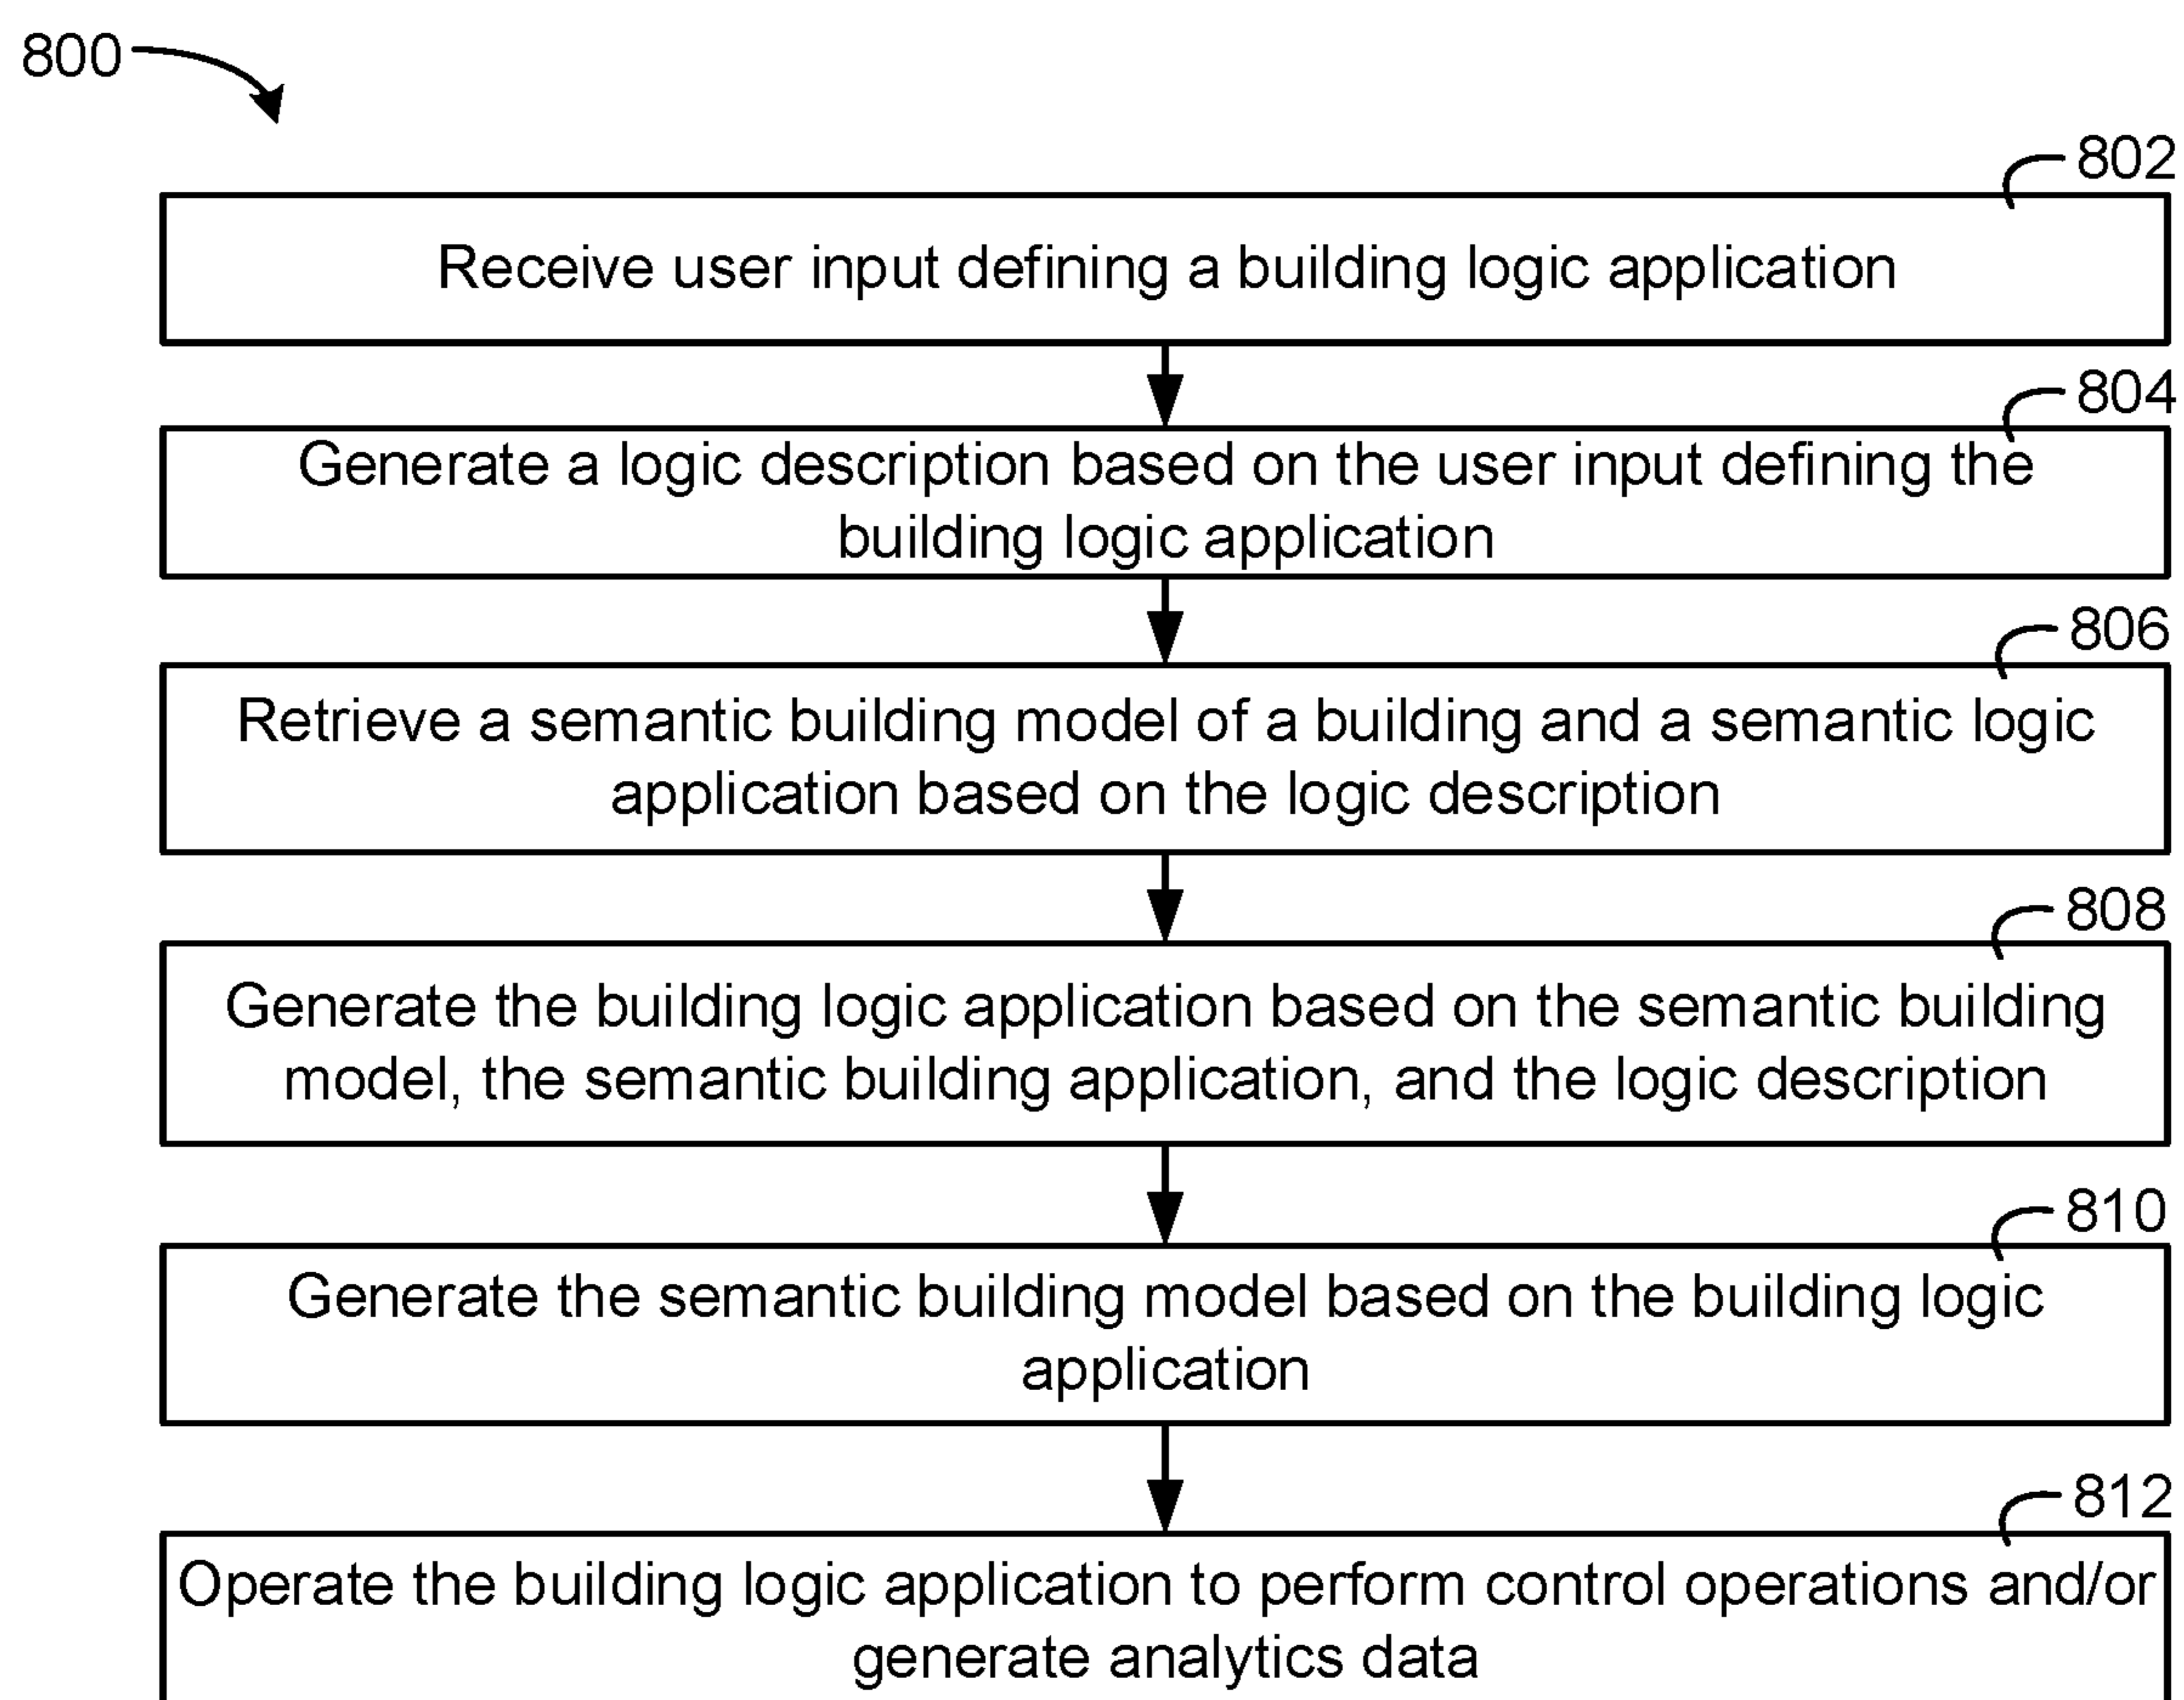 800
802
Receive user input defining a building logic application
804
Generate a logic description based on the user input defining the
building logic application
806
Retrieve a semantic building model of a building and a semantic logic
application based on the logic description
808
Generate the building logic application based on the semantic building
model, the semantic building application, and the logic description
810
Generate the semantic building model based on the building logic
application
812
Operate the building logic application to perform control operations and/or
generate analytics data